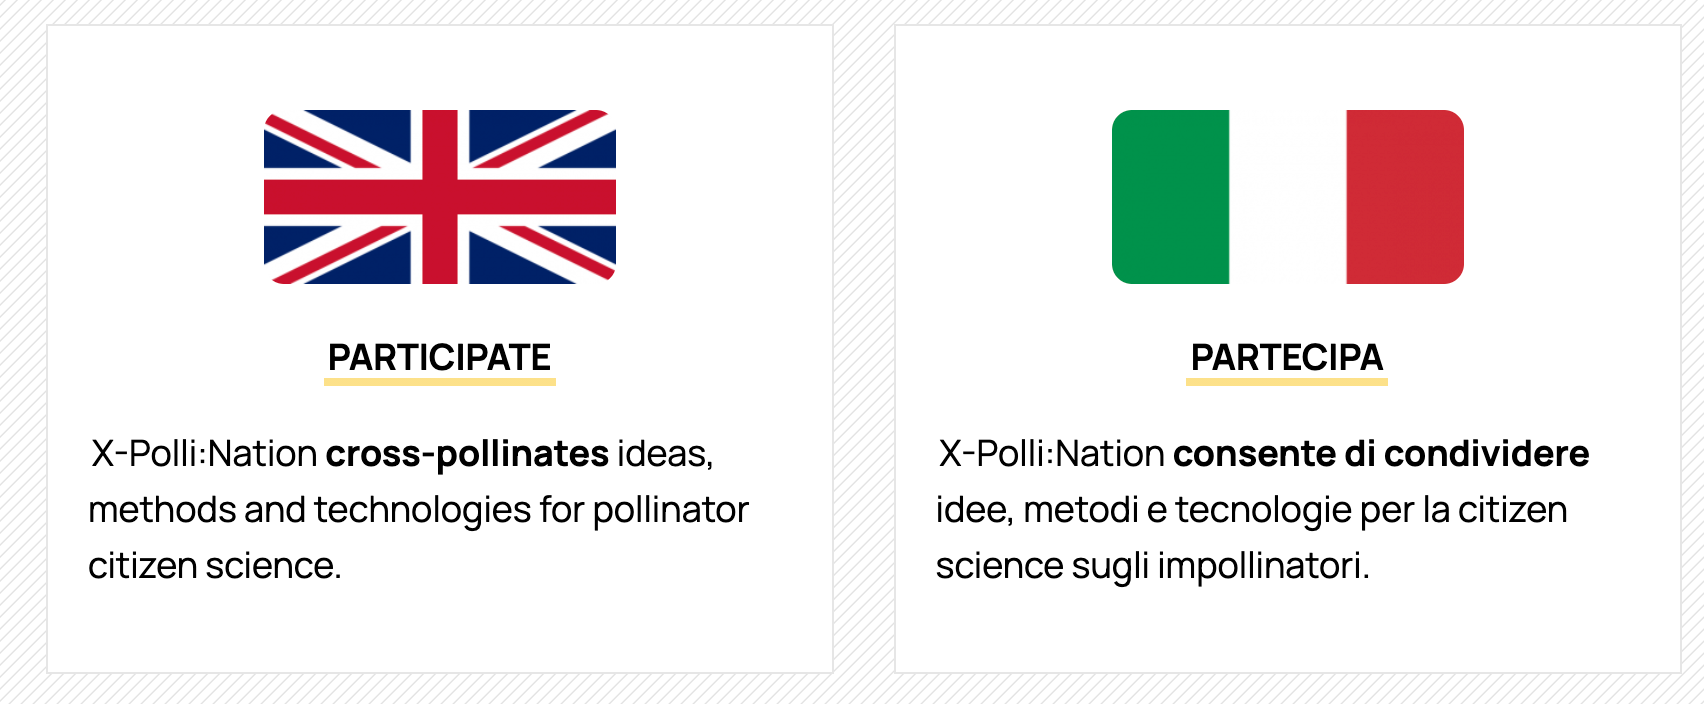 PARTICIPATE
X-Polli:Nation cross-pollinates ideas,
methods and technologies for pollinator
citizen science.
PARTECIPA
X-Polli:Nation consente di condividere
idee, metodi e tecnologie per la citizen
science sugli impollinatori.